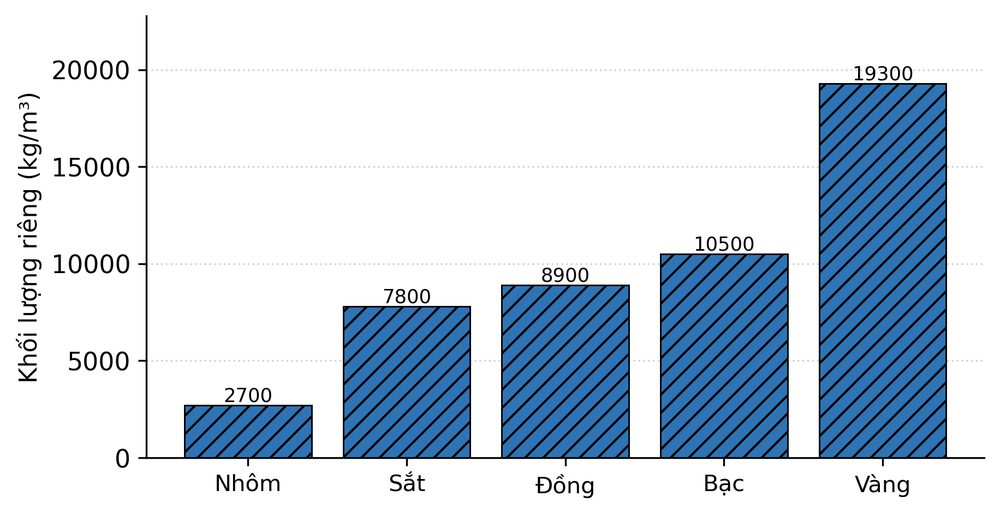 Khối lượng riêng (kg/m³)
20000
15000
10000
5000
0
2700
7800
8900
10500
19300
Nhôm
Sắt
Đồng
Bạc
Vàng